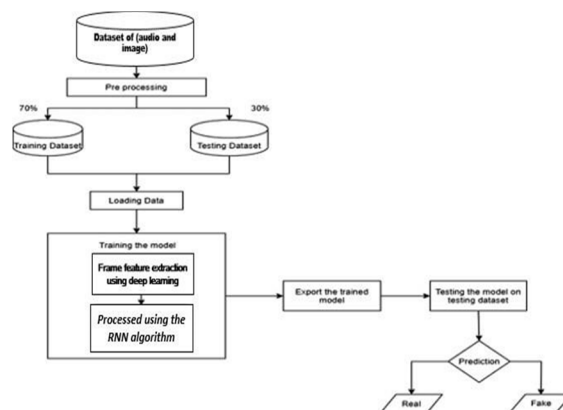 Dataset of (audio and
image)
Pre processing
70%
30%
Training Dataset
Testing Dataset
Loading Data
Training the model
Frame feature extraction
using deep learning
Processed using the
RNN algorithm
Export the trained
model
Testing the model on
testing dataset
Prediction
Real
Fake